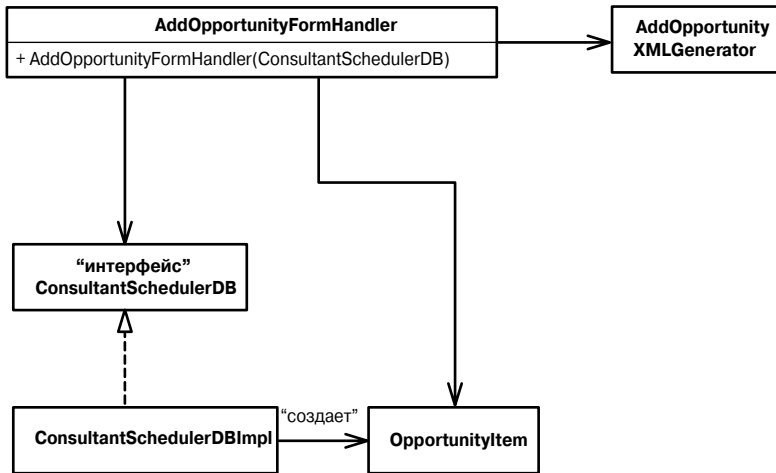 AddOpportunityFormHandler
+ AddOpportunityFormHandler(ConsultantSchedulerDB)
AddOpportunity
XMLGenerator
“интерфейс”
ConsultantSchedulerDB
ConsultantSchedulerDBImpl
“создает”
OpportunityItem